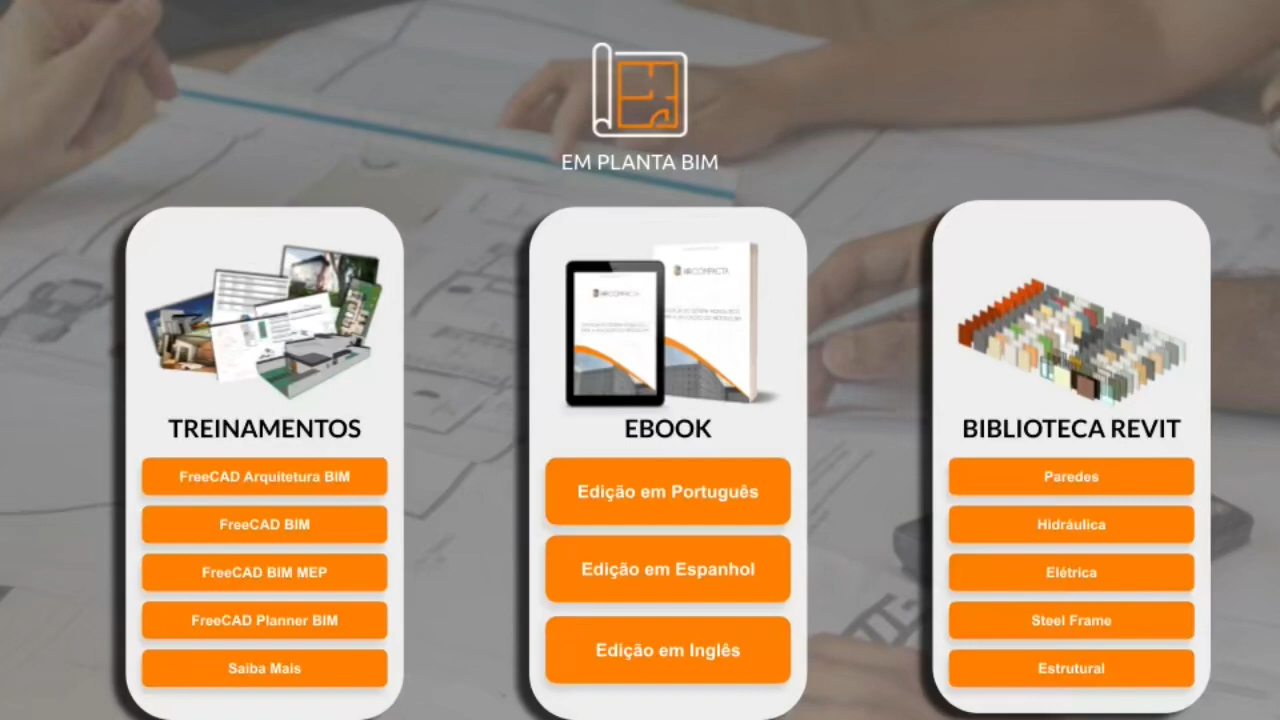 EM PLANTA BIM
TREINAMENTOS
FreeCAD Arquitetura BIM
FreeCAD BIM
FreeCAD BIM MEP
FreeCAD Planner BIM
Saiba Mais
EBOOK
Edição em Português
Edição em Espanhol
Edição em Inglês
BIBLIOTECA REVIT
Paredes
Hidráulica
Elétrica
Steel Frame
Estrutural